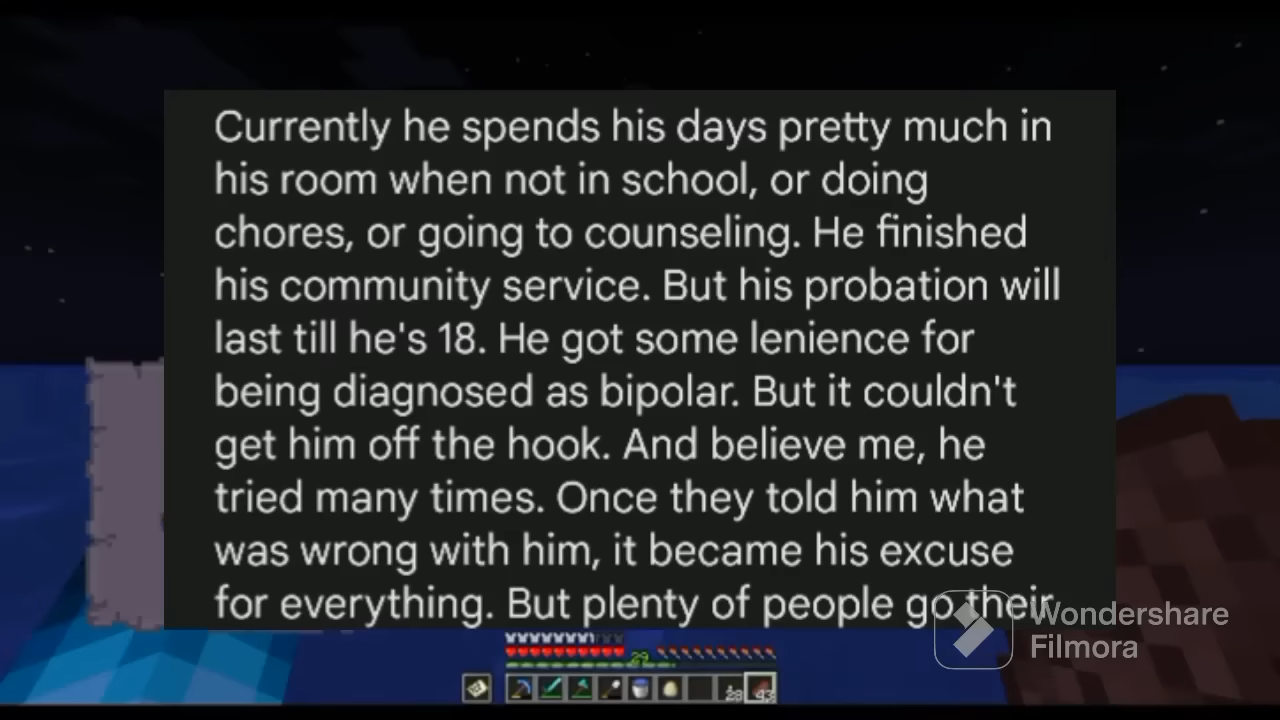 Currently he spends his days pretty much in
his room when not in school, or doing
chores, or going to counseling. He finished
his community service. But his probation will
last till he's 18. He got some lenience for
being diagnosed as bipolar. But it couldn't
get him off the hook. And believe me, he
tried many times. Once they told him what
was wrong with him, it became his excuse
for everything. But plenty of people go their
Wondershare
Filmora
29
28
43